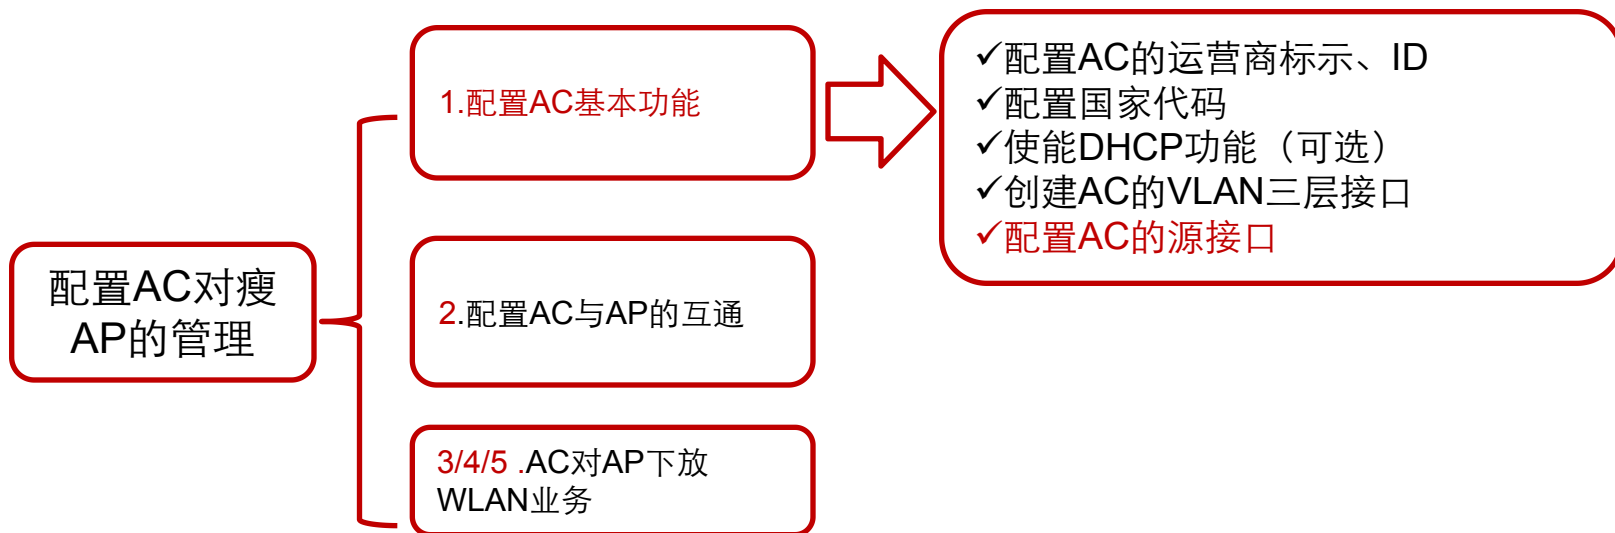 配置AC对瘦
AP的管理
1.配置AC基本功能
2.配置AC与AP的互通
3/4/5 .AC对AP下放
WLAN业务
✓配置AC的运营商标示、ID
✓配置国家代码
✓使能DHCP功能（可选）
✓创建AC的VLAN三层接口
✓配置AC的源接口